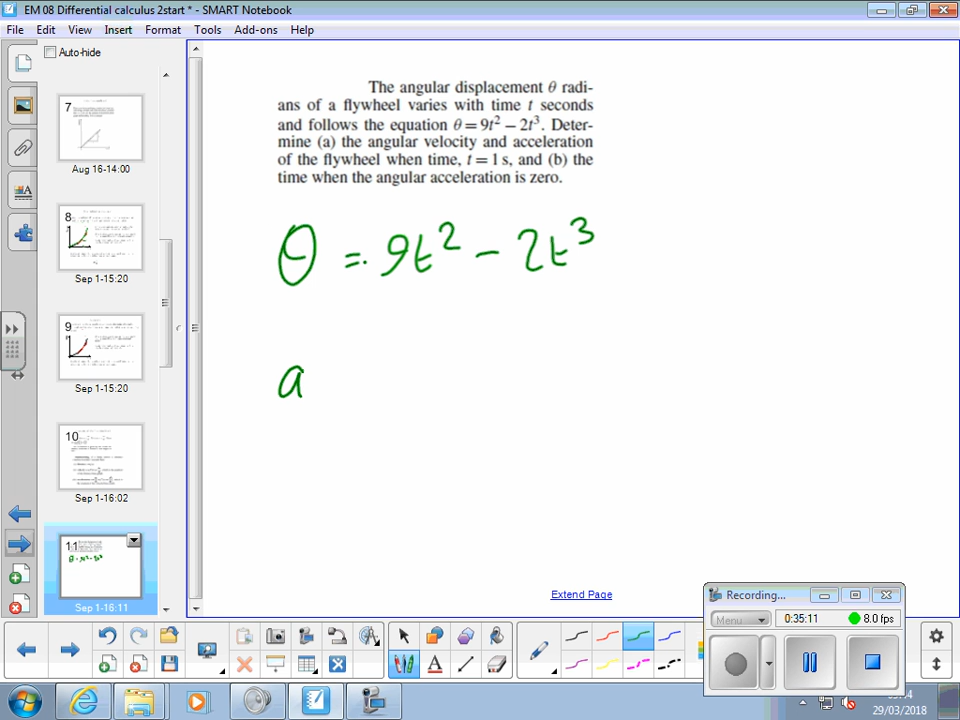 EM 08 Differential calculus 2start * - SMART Notebook
File Edit View Insert Format Tools Add-ons Help
Auto-hide
7
Aug 16-14:00
8
Sep 1-15:20
9
Sep 1-15:20
10
Sep 1-16:02
11
θ = 9t² - 2t³
Sep 1-16:11
The angular displacement θ radi-
ans of a flywheel varies with time t seconds
and follows the equation θ = 9t² − 2t³. Deter-
mine (a) the angular velocity and acceleration
of the flywheel when time, t = 1 s, and (b) the
time when the angular acceleration is zero.
θ = 9t² - 2t³
a
Extend Page
Recording...
Menu
0:35:11
8.0 fps
29/03/2018